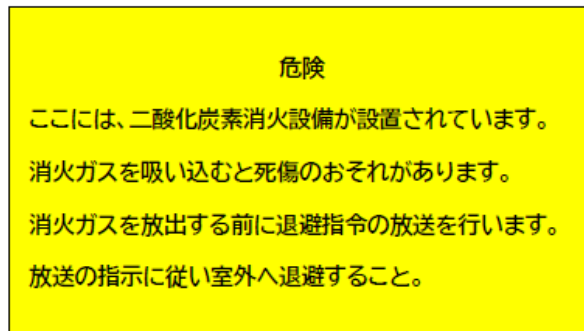 危険
ここには、二酸化炭素消火設備が設置されています。
消火ガスを吸い込むと死傷のおそれがあります。
消火ガスを放出する前に退避指令の放送を行います。
放送の指示に従い室外へ退避すること。